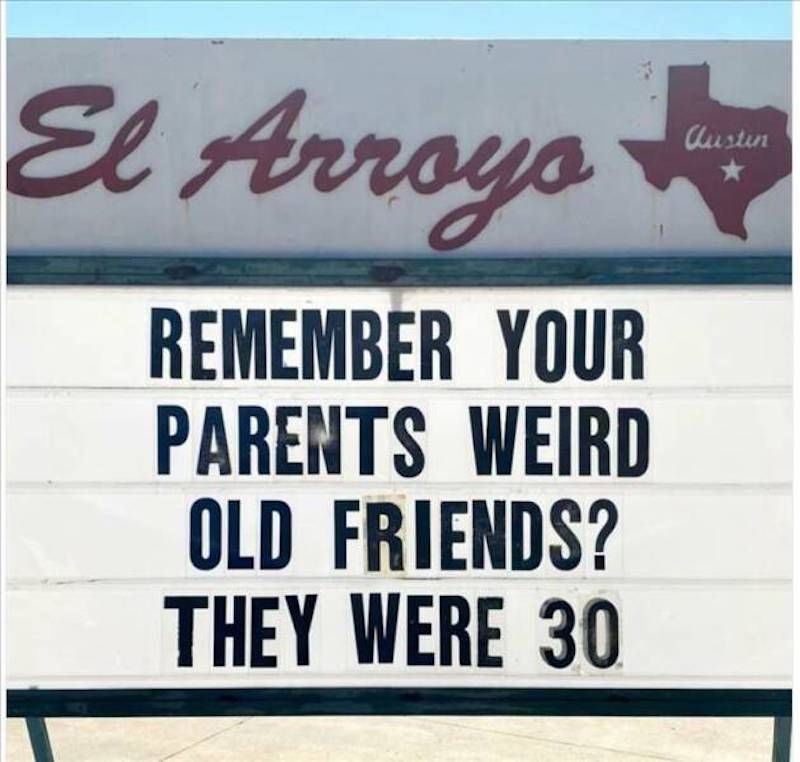 El Arroyo
Austin
REMEMBER YOUR
PARENTS WEIRD
OLD FRIENDS?
THEY WERE 30